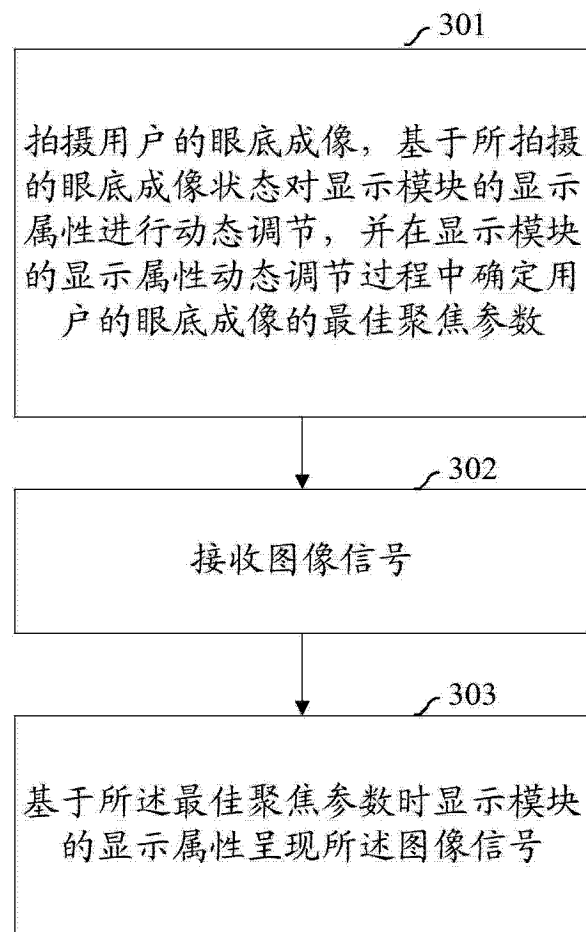 301
拍摄用户的眼底成像，基于所拍摄
的眼底成像状态对显示模块的显示
属性进行动态调节，并在显示模块
的显示属性动态调节过程中确定用
户的眼底成像的最佳聚焦参数
302
接收图像信号
303
基于所述最佳聚焦参数时显示模块
的显示属性呈现所述图像信号